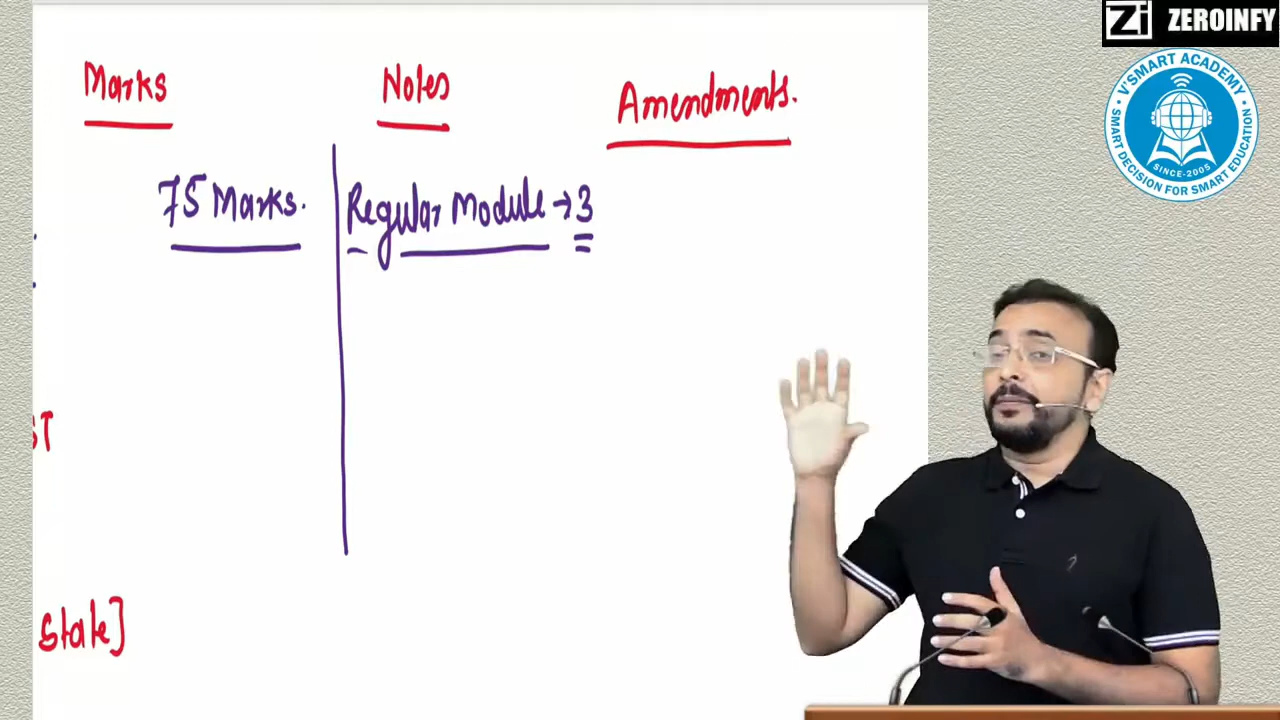 Marks Notes Amendments.
75 Marks. Regular Module → 3
ST
State]
Zi ZEROINFY
V'SMART ACADEMY
SINCE-2005
SMART DECISION FOR SMART EDUCATION